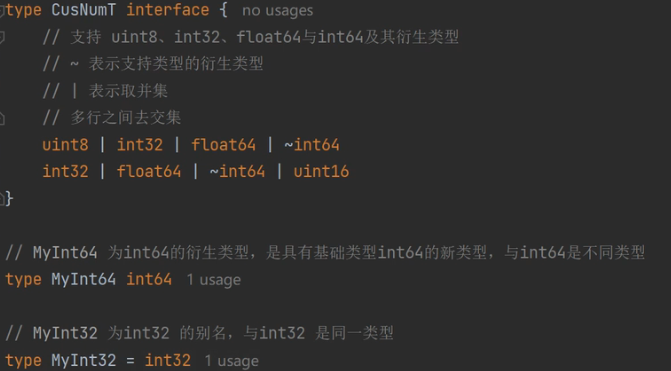 type CusNumT interface { no usages
// 支持 uint8、int32、float64与int64及其衍生类型
// ~ 表示支持类型的衍生类型
// | 表示取并集
// 多行之间去交集
uint8 | int32 | float64 | ~int64
int32 | float64 | ~int64 | uint16
}
// MyInt64 为int64的衍生类型，是具有基础类型int64的新类型，与int64是不同类型
type MyInt64 int64 1 usage
// MyInt32 为int32 的别名，与int32 是同一类型
type MyInt32 = int32 1 usage